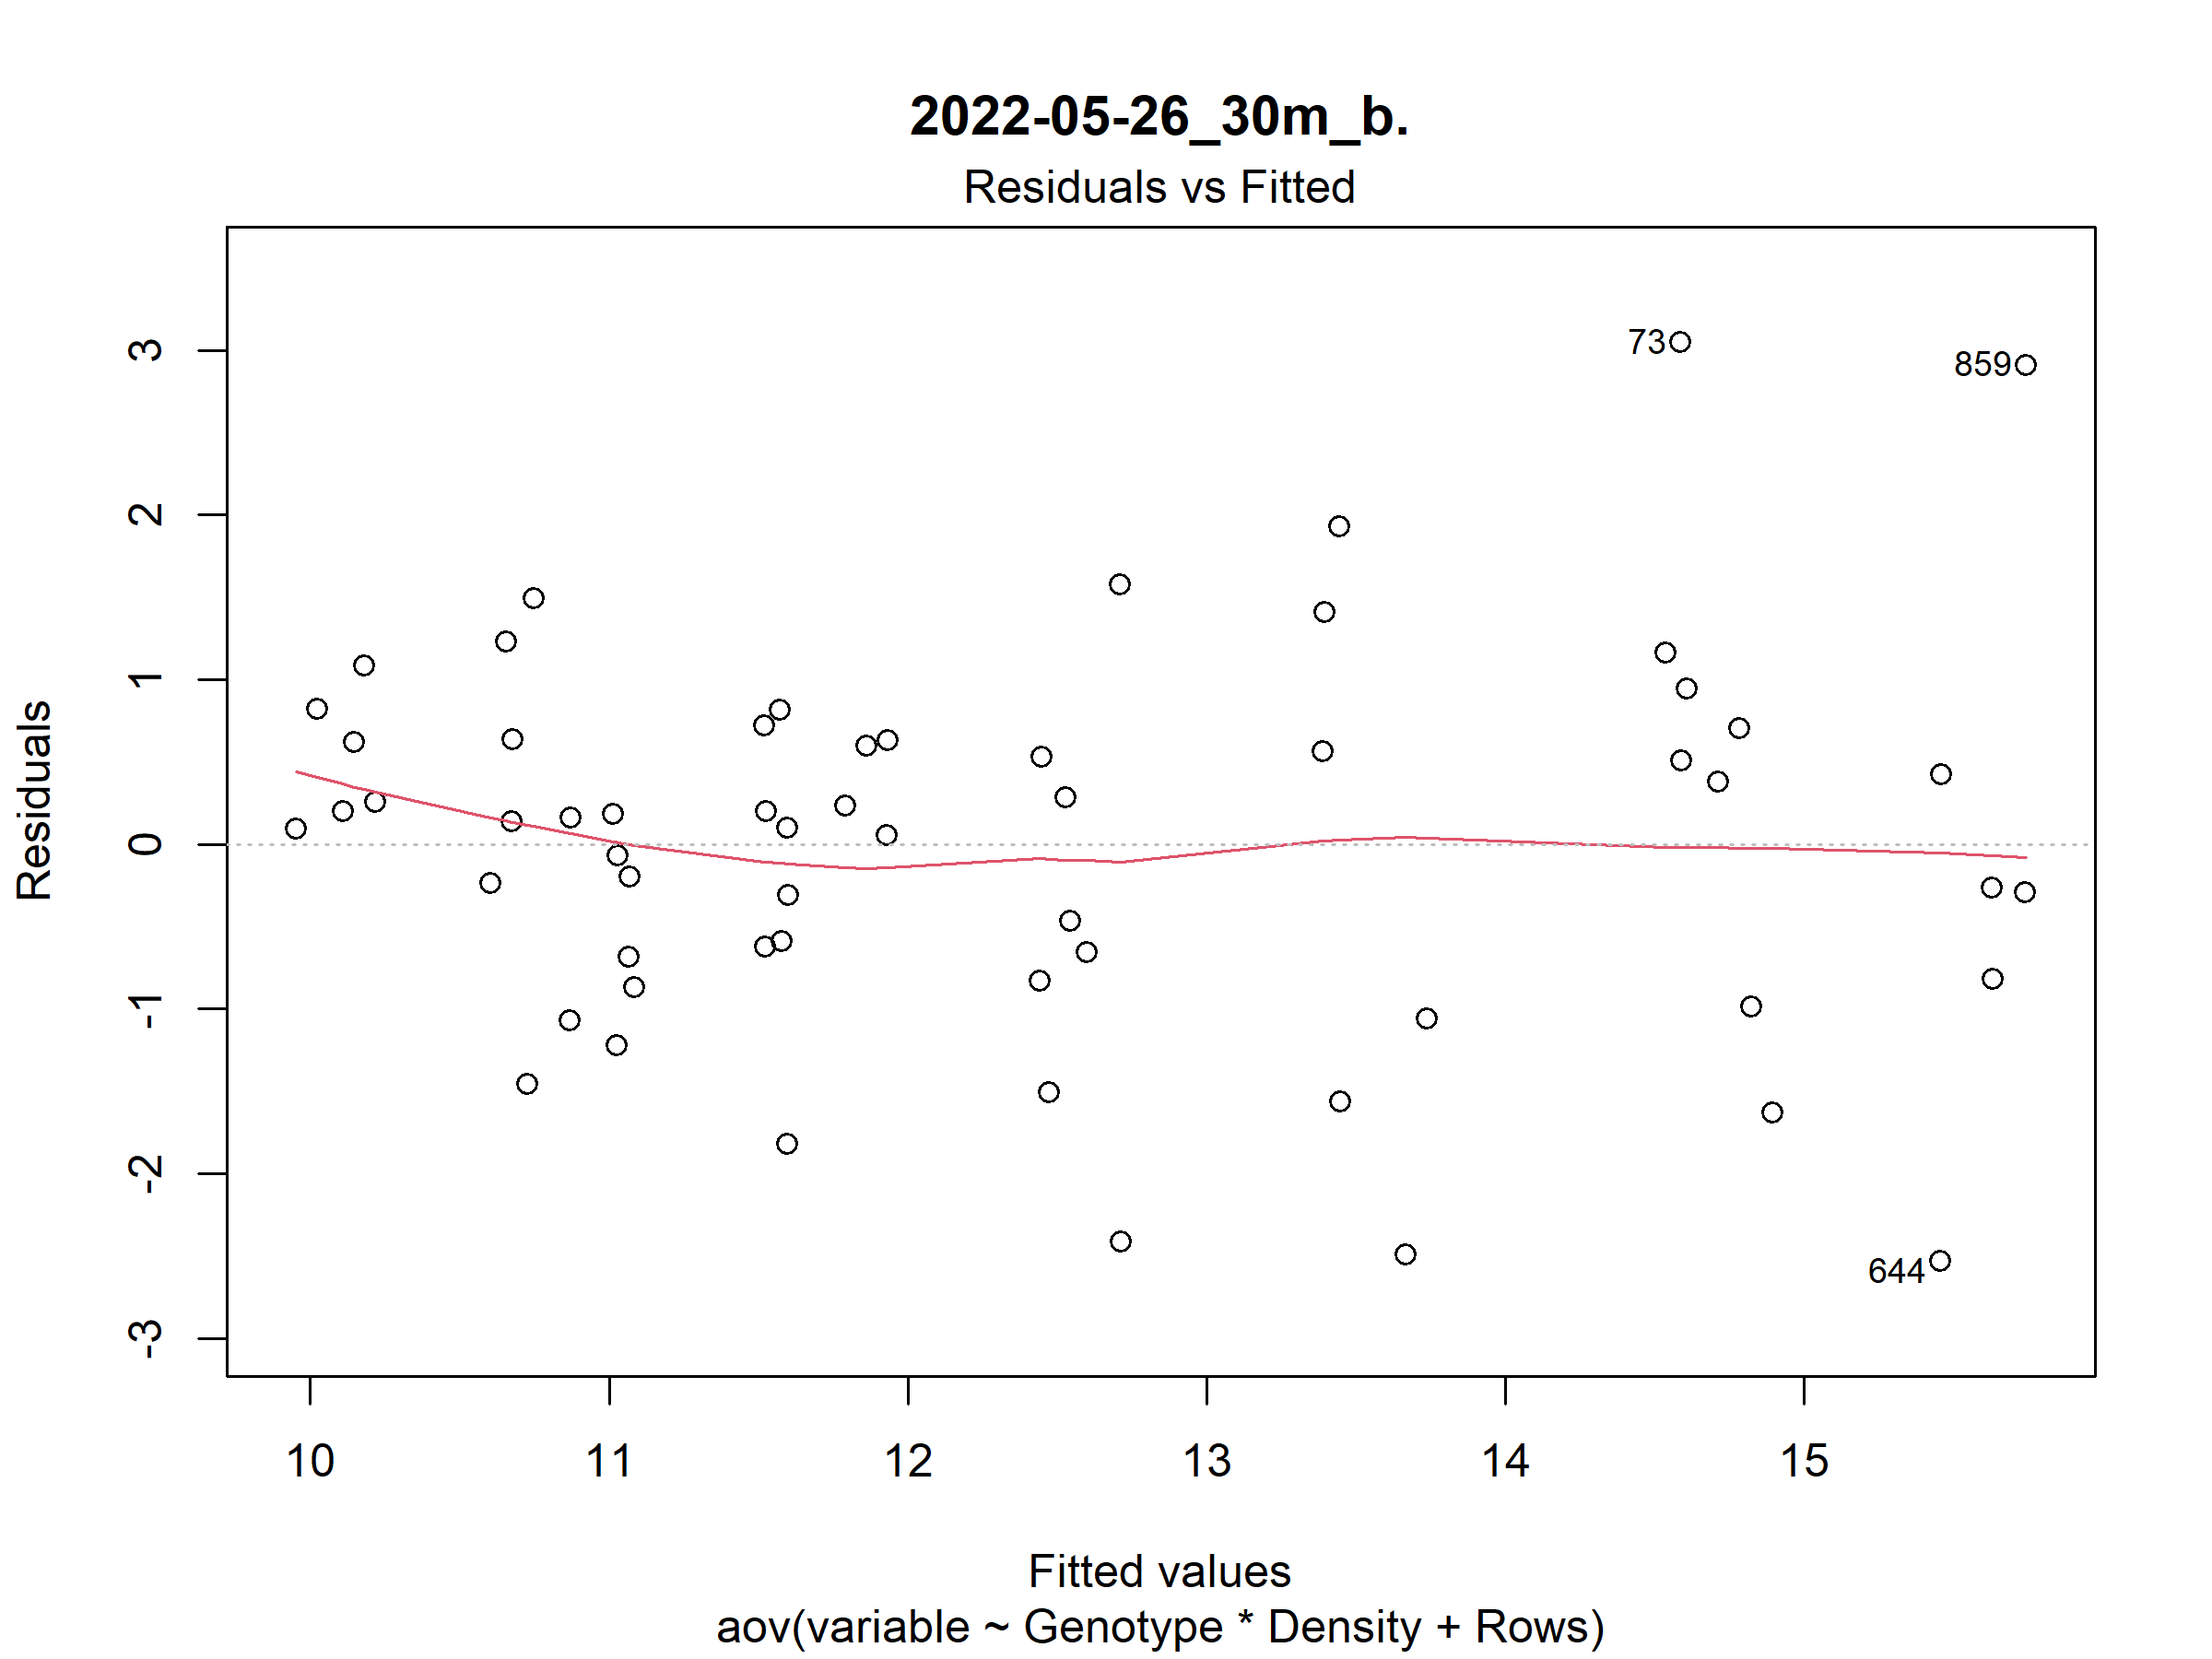 2022-05-26_30m_b.
Residuals vs Fitted
Residuals
3
2
1
0
-1
-2
-3
73
859
644
10 11 12 13 14 15
Fitted values
aov(variable ~ Genotype * Density + Rows)